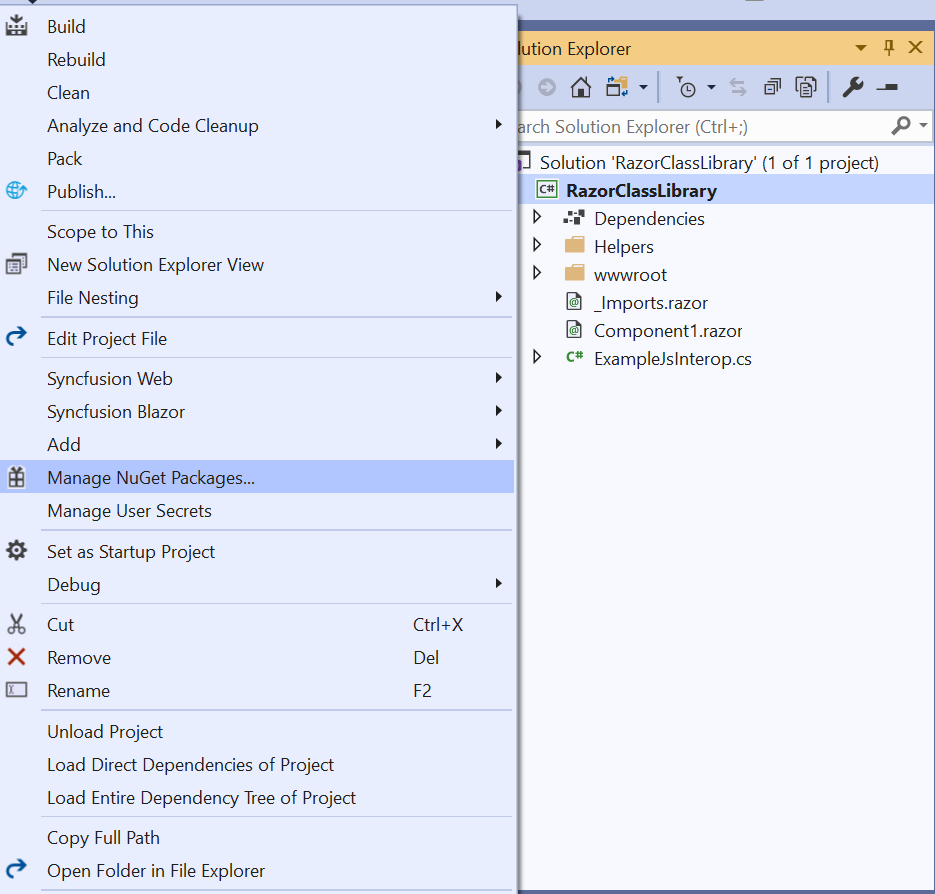 Build
Rebuild
Clean
Analyze and Code Cleanup
Pack
Publish...
Scope to This
New Solution Explorer View
File Nesting
Edit Project File
Syncfusion Web
Syncfusion Blazor
Add
Manage NuGet Packages...
Manage User Secrets
Set as Startup Project
Debug
Cut Ctrl+X
Remove Del
Rename F2
Unload Project
Load Direct Dependencies of Project
Load Entire Dependency Tree of Project
Copy Full Path
Open Folder in File Explorer
lution Explorer
arch Solution Explorer (Ctrl+;)
Solution 'RazorClassLibrary' (1 of 1 project)
C# RazorClassLibrary
Dependencies
Helpers
wwwroot
@ _Imports.razor
@ Component1.razor
C# ExampleJsInterop.cs